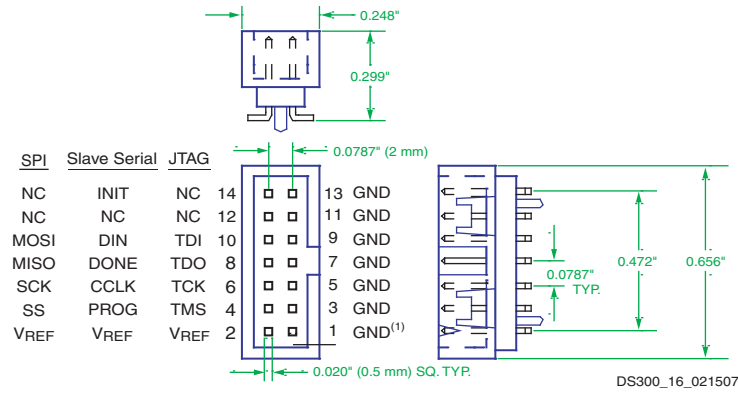 0.248"
0.299"
0.0787" (2 mm)
SPI Slave Serial JTAG
NC INIT NC 14 13 GND
NC NC NC 12 11 GND
MOSI DIN TDI 10 9 GND
MISO DONE TDO 8 7 GND
SCK CCLK TCK 6 5 GND
SS PROG TMS 4 3 GND
VREF VREF VREF 2 1 GND(1)
0.0787"
TYP.
0.472"
0.656"
0.020" (0.5 mm) SQ. TYP.
DS300_16_021507